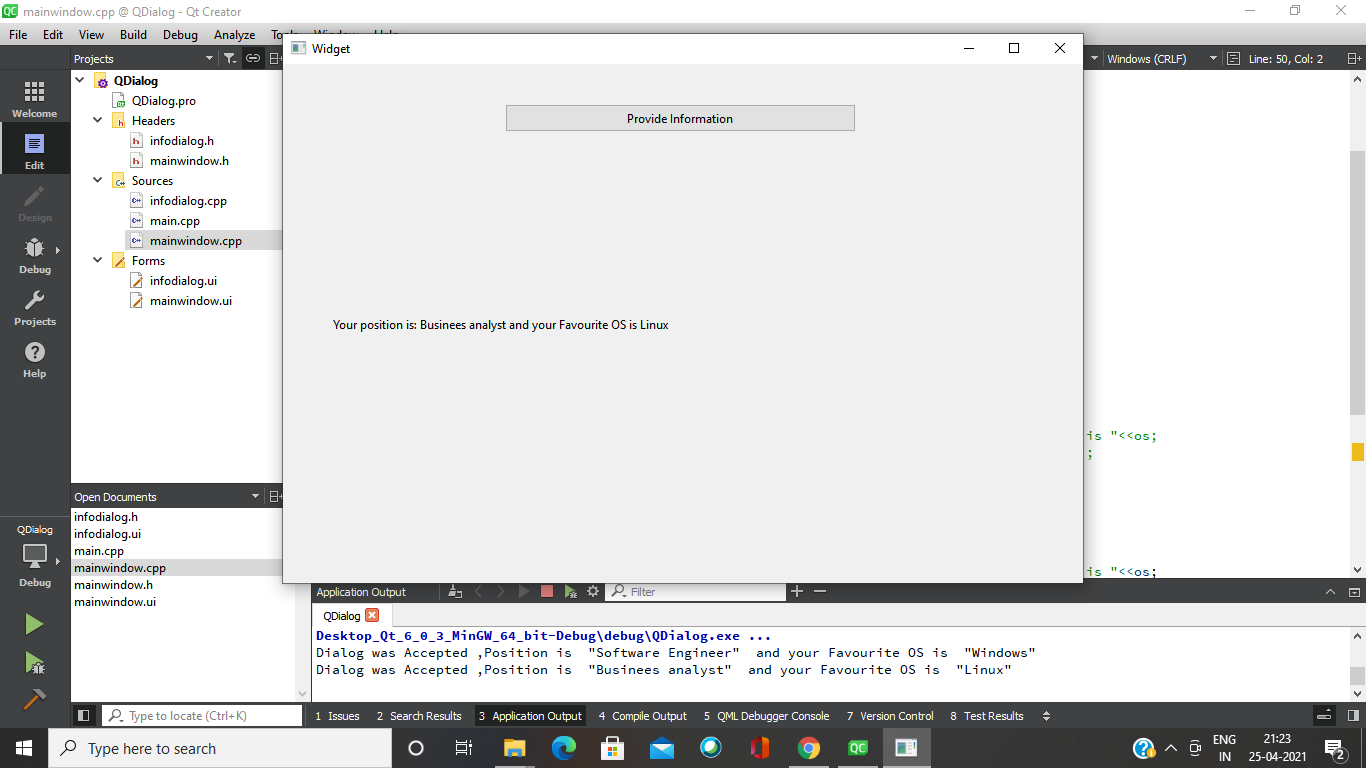 mainwindow.cpp @ QDialog - Qt Creator
File Edit View Build Debug Analyze
Projects
Widget
Windows (CRLF) Line: 50, Col: 2
Welcome
Edit
Design
Debug
Projects
Help
QDialog
Debug
QDialog
QDialog.pro
Headers
infodialog.h
mainwindow.h
Sources
infodialog.cpp
main.cpp
mainwindow.cpp
Forms
infodialog.ui
mainwindow.ui
Provide Information
Your position is: Businees analyst and your Favourite OS is Linux
is "<<os;
;
is "<<os;
Open Documents
infodialog.h
infodialog.ui
main.cpp
mainwindow.cpp
mainwindow.h
mainwindow.ui
Application Output Filter
QDialog
Desktop_Qt_6_0_3_MinGW_64_bit-Debug\debug\QDialog.exe ...
Dialog was Accepted ,Position is  "Software Engineer"  and your Favourite OS is  "Windows"
Dialog was Accepted ,Position is  "Businees analyst"  and your Favourite OS is  "Linux"
Type to locate (Ctrl+K) 1 Issues 2 Search Results 3 Application Output 4 Compile Output 5 QML Debugger Console 7 Version Control 8 Test Results
Type here to search
ENG
IN
21:23
25-04-2021
2